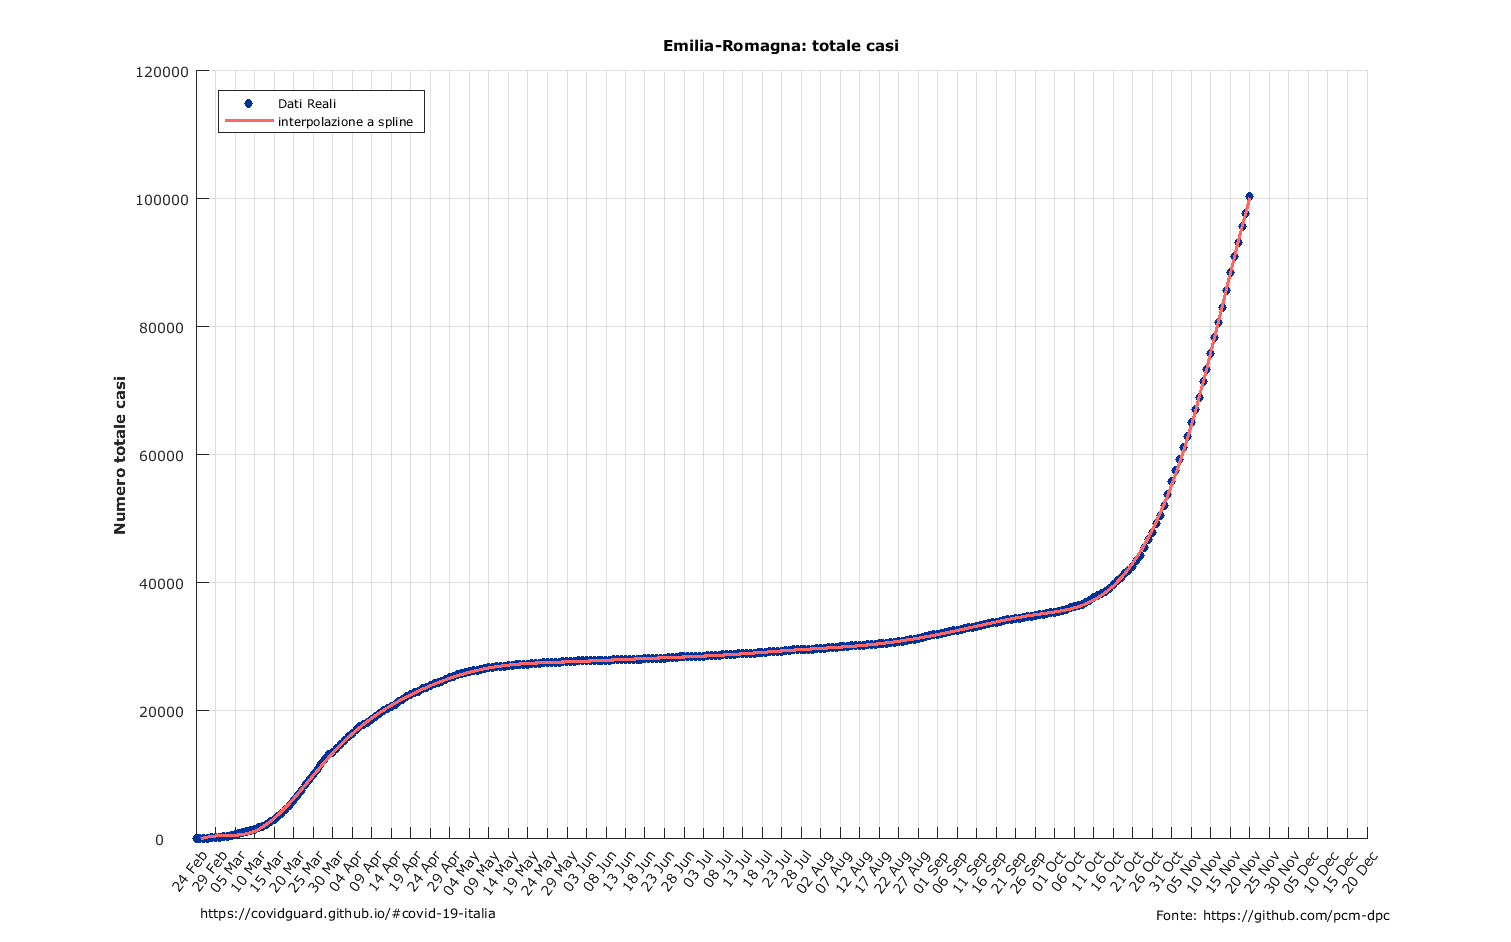 Emilia-Romagna: totale casi
120000
100000
80000
60000
40000
20000
0
Numero totale casi
Dati Reali
interpolazione a spline
24 Feb
29 Feb
05 Mar
10 Mar
15 Mar
20 Mar
25 Mar
30 Mar
04 Apr
09 Apr
14 Apr
19 Apr
24 Apr
29 Apr
04 May
09 May
14 May
19 May
24 May
29 May
03 Jun
08 Jun
13 Jun
18 Jun
23 Jun
28 Jun
03 Jul
08 Jul
13 Jul
18 Jul
23 Jul
28 Jul
02 Aug
07 Aug
12 Aug
17 Aug
22 Aug
27 Aug
01 Sep
06 Sep
11 Sep
16 Sep
21 Sep
26 Sep
01 Oct
06 Oct
11 Oct
16 Oct
21 Oct
26 Oct
31 Oct
05 Nov
10 Nov
15 Nov
20 Nov
25 Nov
30 Nov
05 Dec
10 Dec
15 Dec
20 Dec
https://covidguard.github.io/#covid-19-italia
Fonte: https://github.com/pcm-dpc